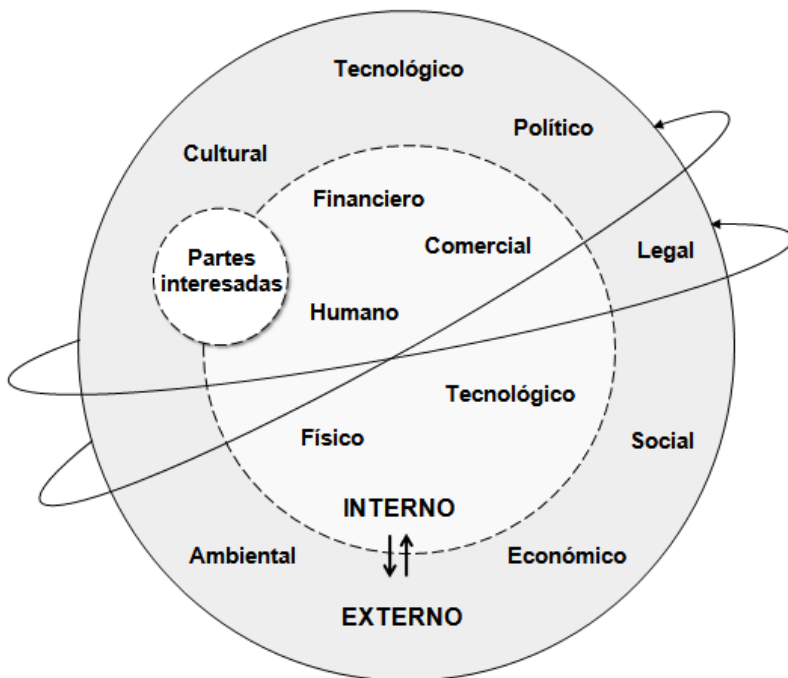 Tecnológico
Político
Cultural
Financiero
Comercial
Partes
interesadas
Legal
Humano
Tecnológico
Físico
Social
INTERNO
Ambiental
Económico
EXTERNO